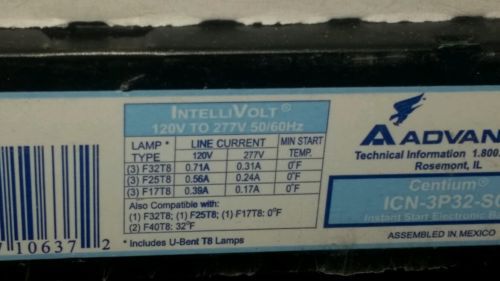 INTELLIVOLT®
120V TO 277V 50/60Hz
LAMP* TYPE LINE CURRENT MIN START TEMP.
120V 277V
(3) F32T8 0.71A 0.31A 0°F
(3) F25T8 0.56A 0.24A 0°F
(3) F17T8 0.39A 0.17A 0°F
Also Compatible with:
(1) F32T8; (1) F25T8; (1) F17T8: 0°F
(2) F40T8: 32°F
* Includes U-Bent T8 Lamps
10637 2
ADVAN
Technical Information 1.800.
Rosemont, IL
Centium®
ICN-3P32-S
Instant Start Electronic
ASSEMBLED IN MEXICO